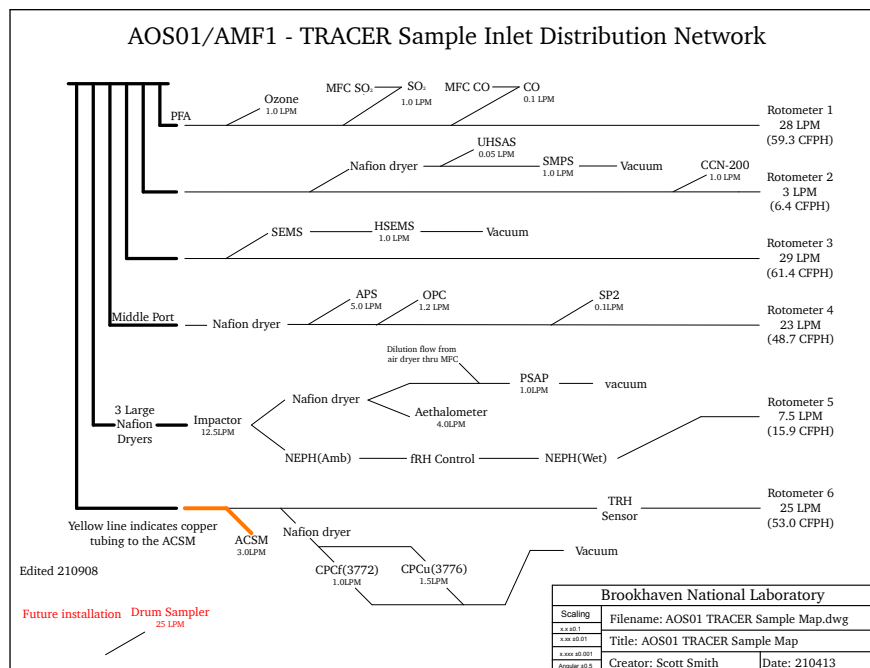 AOS01/AMF1 - TRACER Sample Inlet Distribution Network
PFA
Ozone
1.0 LPM
MFC SO₂
SO₂
1.0 LPM
MFC CO
CO
0.1 LPM
Rotometer 1
28 LPM
(59.3 CFPH)
Nafion dryer
UHSAS
0.05 LPM
SMPS
1.0 LPM
Vacuum
CCN-200
1.0 LPM
Rotometer 2
3 LPM
(6.4 CFPH)
SEMS
HSEMS
1.0 LPM
Vacuum
Rotometer 3
29 LPM
(61.4 CFPH)
Middle Port
Nafion dryer
APS
5.0 LPM
OPC
1.2 LPM
SP2
0.1LPM
Rotometer 4
23 LPM
(48.7 CFPH)
3 Large
Nafion
Dryers
Impactor
12.5LPM
Nafion dryer
Dilution flow from
air dryer thru MFC
PSAP
1.0LPM
vacuum
Aethalometer
4.0LPM
NEPH(Amb)
fRH Control
NEPH(Wet)
Rotometer 5
7.5 LPM
(15.9 CFPH)
Yellow line indicates copper
tubing to the ACSM
ACSM
3.0LPM
Nafion dryer
CPCf(3772)
1.0LPM
CPCu(3776)
1.5LPM
Vacuum
TRH
Sensor
Rotometer 6
25 LPM
(53.0 CFPH)
Edited 210908
Future installation
Drum Sampler
25 LPM
Brookhaven National Laboratory
Scaling
x.x ±0.1
x.xx ±0.01
x.xxx ±0.001
Angular ±0.5
Filename: AOS01 TRACER Sample Map.dwg
Title: AOS01 TRACER Sample Map
Creator: Scott Smith
Date: 210413